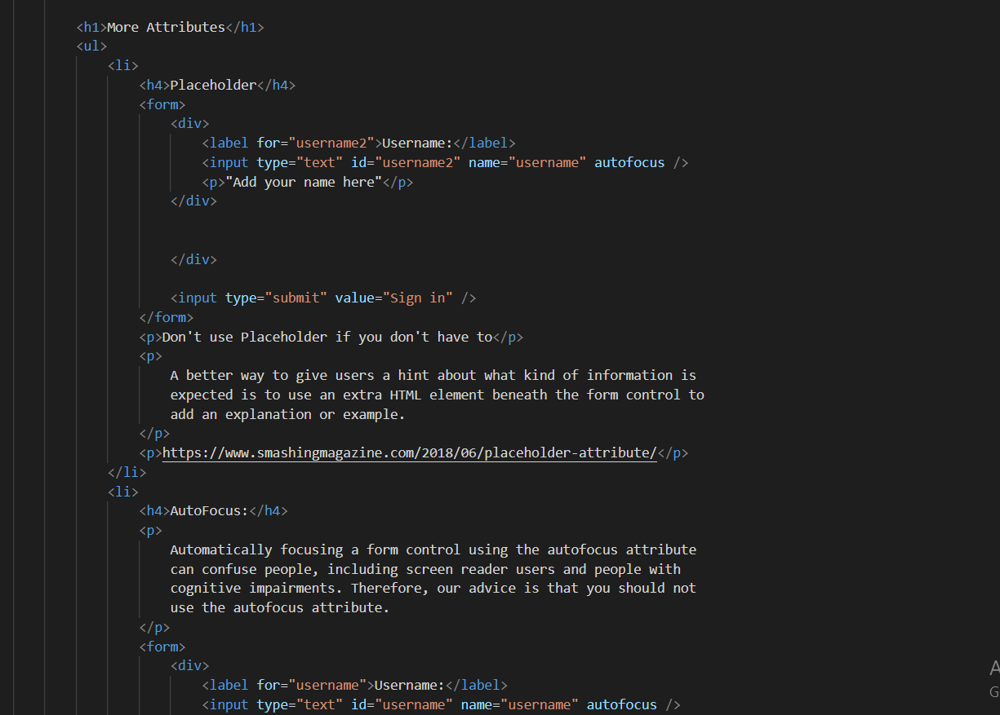 <h1>More Attributes</h1>
<ul>
<li>
<h4>Placeholder</h4>
<form>
<div>
<label for="username2">Username:</label>
<input type="text" id="username2" name="username" autofocus />
<p>"Add your name here"</p>
</div>
</div>
<input type="submit" value="Sign in" />
</form>
<p>Don't use Placeholder if you don't have to</p>
<p>
A better way to give users a hint about what kind of information is
expected is to use an extra HTML element beneath the form control to
add an explanation or example.
</p>
<p>https://www.smashingmagazine.com/2018/06/placeholder-attribute/</p>
</li>
<li>
<h4>AutoFocus:</h4>
<p>
Automatically focusing a form control using the autofocus attribute
can confuse people, including screen reader users and people with
cognitive impairments. Therefore, our advice is that you should not
use the autofocus attribute.
</p>
<form>
<div>
<label for="username">Username:</label>
<input type="text" id="username" name="username" autofocus />